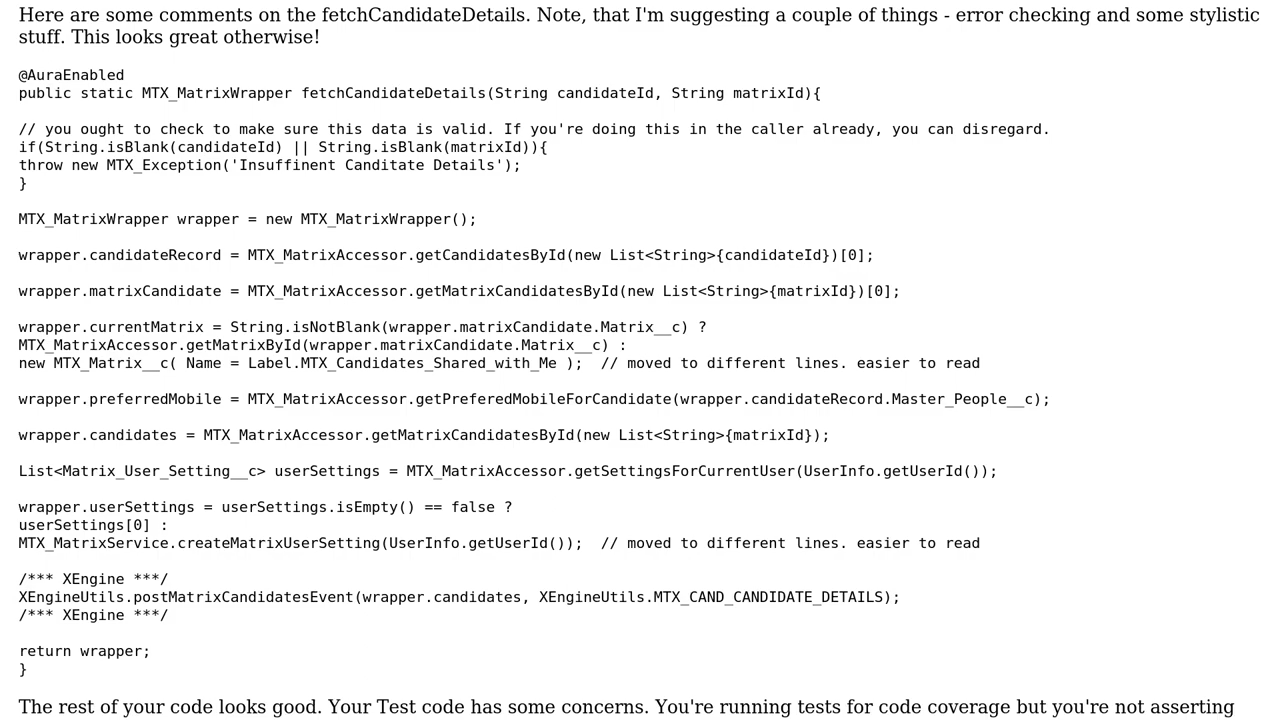 Here are some comments on the fetchCandidateDetails. Note, that I'm suggesting a couple of things - error checking and some stylistic
stuff. This looks great otherwise!
@AuraEnabled
public static MTX_MatrixWrapper fetchCandidateDetails(String candidateId, String matrixId){
// you ought to check to make sure this data is valid. If you're doing this in the caller already, you can disregard.
if(String.isBlank(candidateId) || String.isBlank(matrixId)){
throw new MTX_Exception('Insuffinent Canditate Details');
}
MTX_MatrixWrapper wrapper = new MTX_MatrixWrapper();
wrapper.candidateRecord = MTX_MatrixAccessor.getCandidatesById(new List<String>{candidateId})[0];
wrapper.matrixCandidate = MTX_MatrixAccessor.getMatrixCandidatesById(new List<String>{matrixId})[0];
wrapper.currentMatrix = String.isNotBlank(wrapper.matrixCandidate.Matrix__c) ?
MTX_MatrixAccessor.getMatrixById(wrapper.matrixCandidate.Matrix__c) :
new MTX_Matrix__c( Name = Label.MTX_Candidates_Shared_with_Me );  // moved to different lines. easier to read
wrapper.preferredMobile = MTX_MatrixAccessor.getPreferedMobileForCandidate(wrapper.candidateRecord.Master_People__c);
wrapper.candidates = MTX_MatrixAccessor.getMatrixCandidatesById(new List<String>{matrixId});
List<Matrix_User_Setting__c> userSettings = MTX_MatrixAccessor.getSettingsForCurrentUser(UserInfo.getUserId());
wrapper.userSettings = userSettings.isEmpty() == false ?
userSettings[0] :
MTX_MatrixService.createMatrixUserSetting(UserInfo.getUserId());  // moved to different lines. easier to read
/*** XEngine ***/
XEngineUtils.postMatrixCandidatesEvent(wrapper.candidates, XEngineUtils.MTX_CAND_CANDIDATE_DETAILS);
/*** XEngine ***/
return wrapper;
}
The rest of your code looks good. Your Test code has some concerns. You're running tests for code coverage but you're not asserting